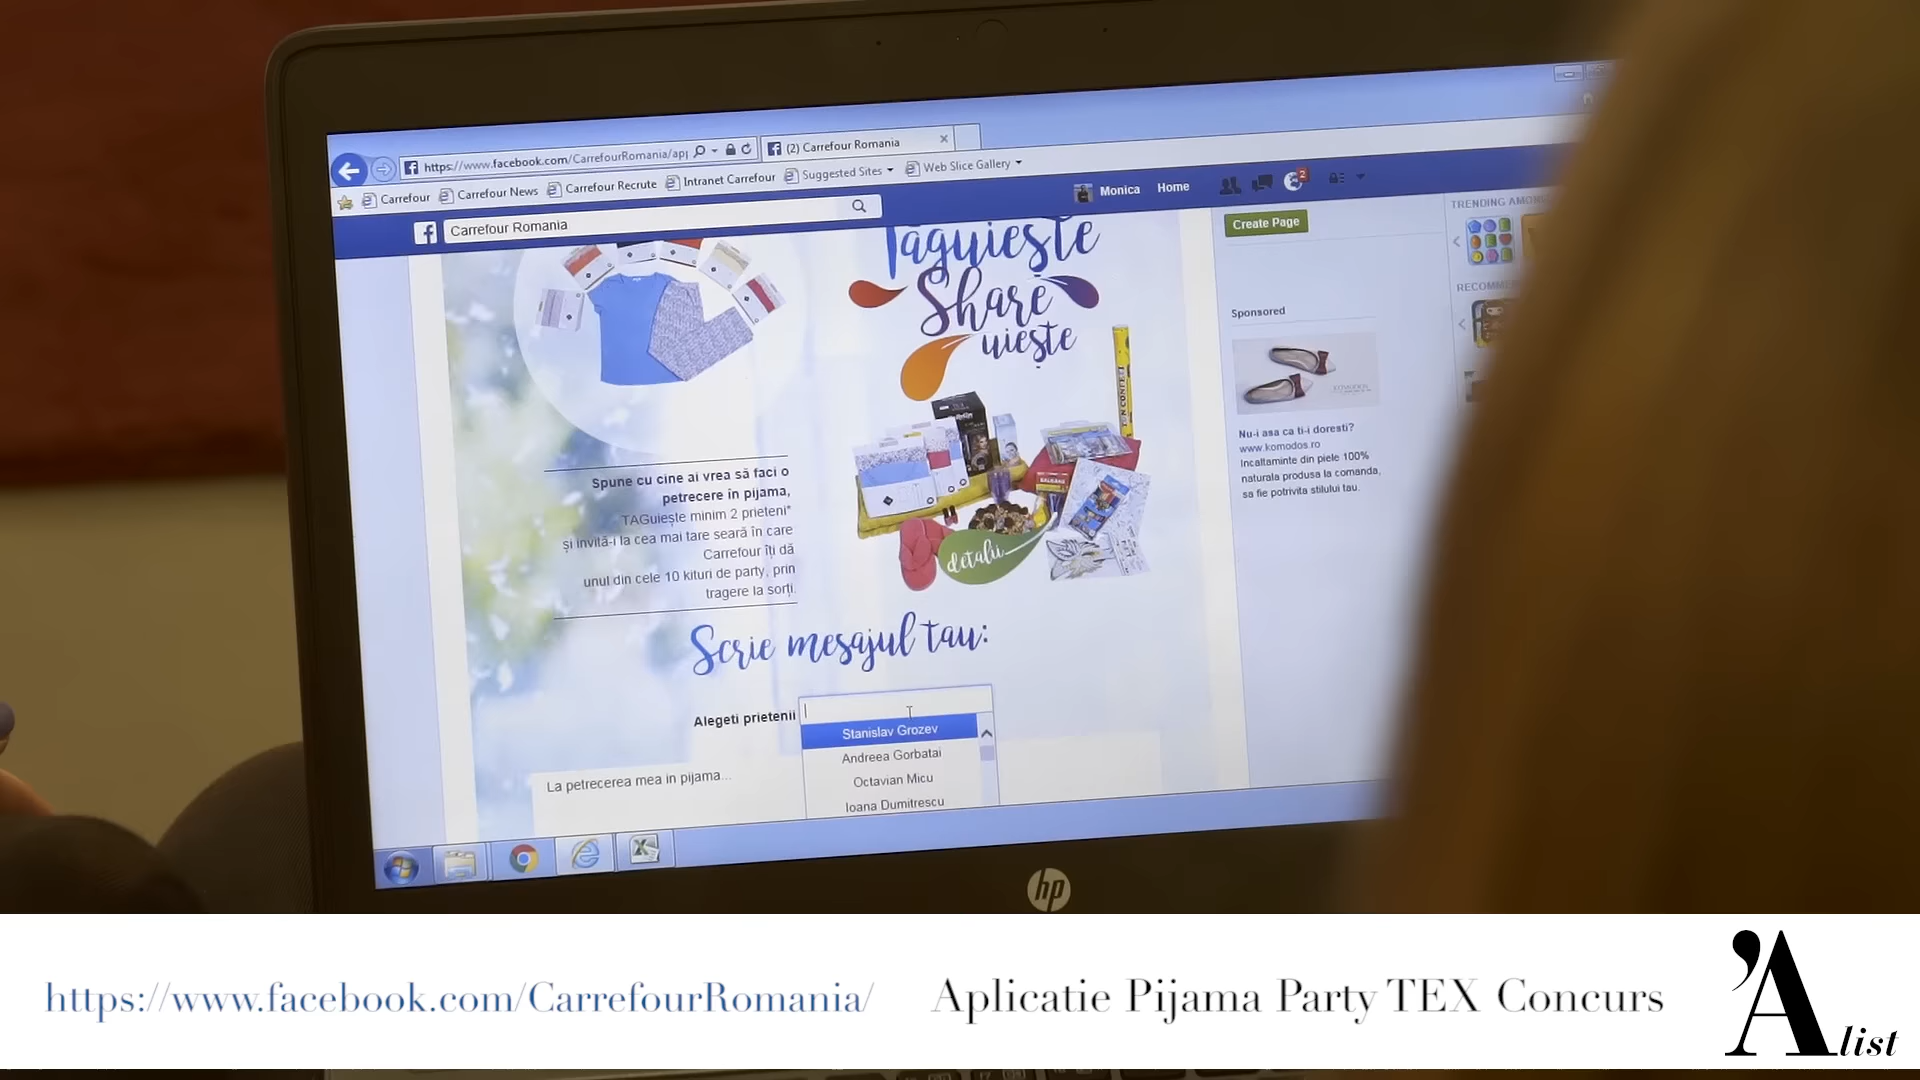 https://www.facebook.com/CarrefourRomania/app
(2) Carrefour Romania
Carrefour
Carrefour News
Carrefour Recrute
Intranet Carrefour
Suggested Sites
Web Slice Gallery
Carrefour Romania
Monica
Home
2
Taguiește
Share
uiește
Create Page
TRENDING AMONG
RECOMME
Sponsored
Nu-i asa ca ti-i doresti?
www.komodos.ro
Incaltaminte din piele 100%
naturala produsa la comanda,
sa fie potrivita stilului tau.
Spune cu cine ai vrea să faci o
petrecere în pijama,
TAGuiește minim 2 prieteni*
și invită-i la cea mai tare seară în care
Carrefour îți dă
unul din cele 10 kituri de party, prin
tragere la sorți.
detalii
Scrie mesajul tau:
Alegeti prietenii
Stanislav Grozev
Andreea Gorbatai
Octavian Micu
Ioana Dumitrescu
La petrecerea mea in pijama...
hp
https://www.facebook.com/CarrefourRomania/
Aplicatie Pijama Party TEX Concurs
'A list